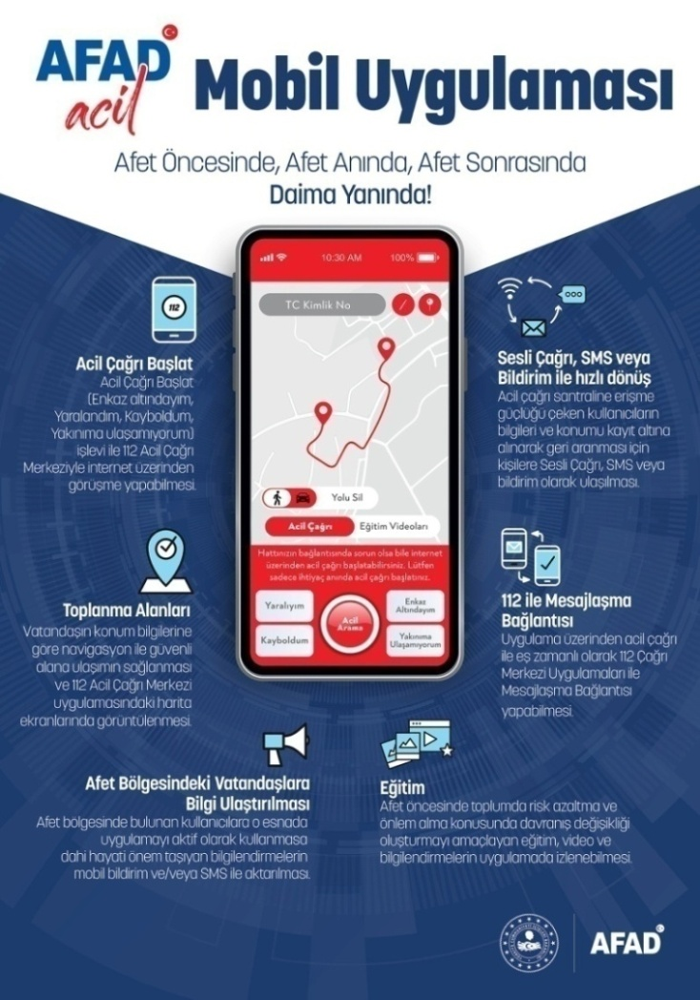 AFAD
acil
Mobil Uygulaması
Afet Öncesinde, Afet Anında, Afet Sonrasında
Daima Yanında!
10:30 AM
100%
TC Kimlik No
Yolu Sil
Acil Çağrı
Eğitim Videoları
Hattınızın bağlantısında sorun olsa bile internet
üzerinden acil çağrı başlatabilirsiniz. Lütfen
sadece ihtiyaç anında acil çağrı başlatınız.
Yaralıyım
Kayboldum
Acil
Arama
Enkaz
Altındayım
Yakınıma
Ulaşamıyorum
112
Acil Çağrı Başlat
Acil Çağrı Başlat
(Enkaz altındayım,
Yaralandım, Kayboldum,
Yakınıma ulaşamıyorum)
işlevi ile 112 Acil Çağrı
Merkeziyle internet üzerinden
görüşme yapabilmesi.
Sesli Çağrı, SMS veya
Bildirim ile hızlı dönüş
Acil çağrı santraline erişme
güçlüğü çeken kullanıcıların
bilgileri ve konumu kayıt altına
alınarak geri aranması için
kişilere Sesli Çağrı, SMS veya
bildirim olarak ulaşılması.
Toplanma Alanları
Vatandaşın konum bilgilerine
göre navigasyon ile güvenli
alana ulaşımın sağlanması
ve 112 Acil Çağrı Merkezi
uygulamasındaki harita
ekranlarında görüntülenmesi.
112 ile Mesajlaşma
Bağlantısı
Uygulama üzerinden acil çağrı
ile eş zamanlı olarak 112 Çağrı
Merkezi Uygulamaları ile
Mesajlaşma Bağlantısı
yapabilmesi.
Afet Bölgesindeki Vatandaşlara
Bilgi Ulaştırılması
Afet bölgesinde bulunan kullanıcılara o esnada
uygulamayı aktif olarak kullanmasa
dahi hayati önem taşıyan bilgilendirmelerin
mobil bildirim ve/veya SMS ile aktarılması.
Eğitim
Afet öncesinde toplumda risk azaltma ve
önlem alma konusunda davranış değişikliği
oluşturmayı amaçlayan eğitim, video ve
bilgilendirmelerin uygulamada izlenebilmesi.
AFAD